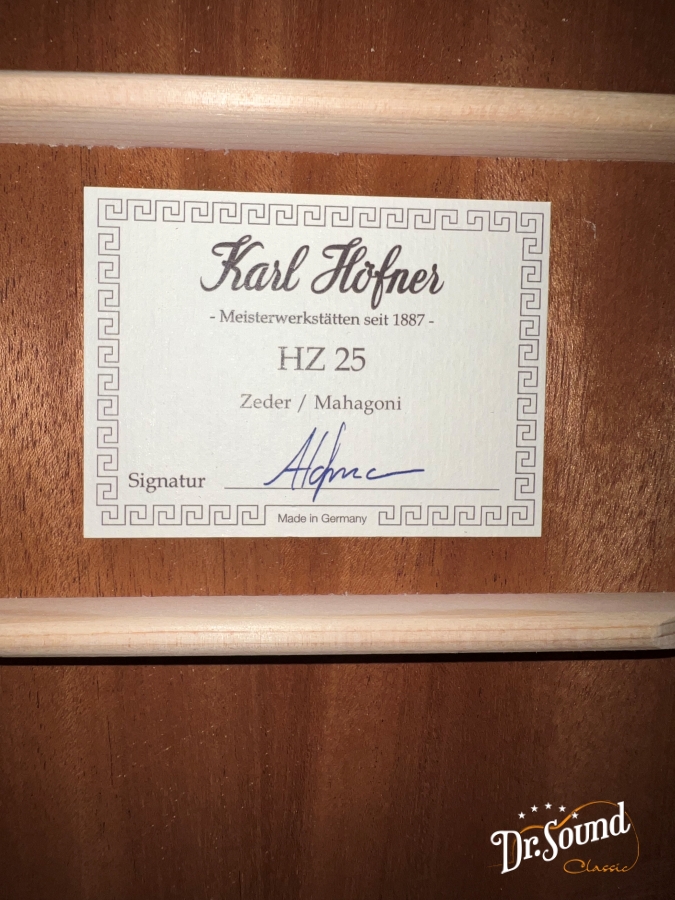 Karl Höfner
- Meisterwerkstätten seit 1887 -
HZ 25
Zeder / Mahagoni
Signatur
Made in Germany
Dr. Sound
Classic